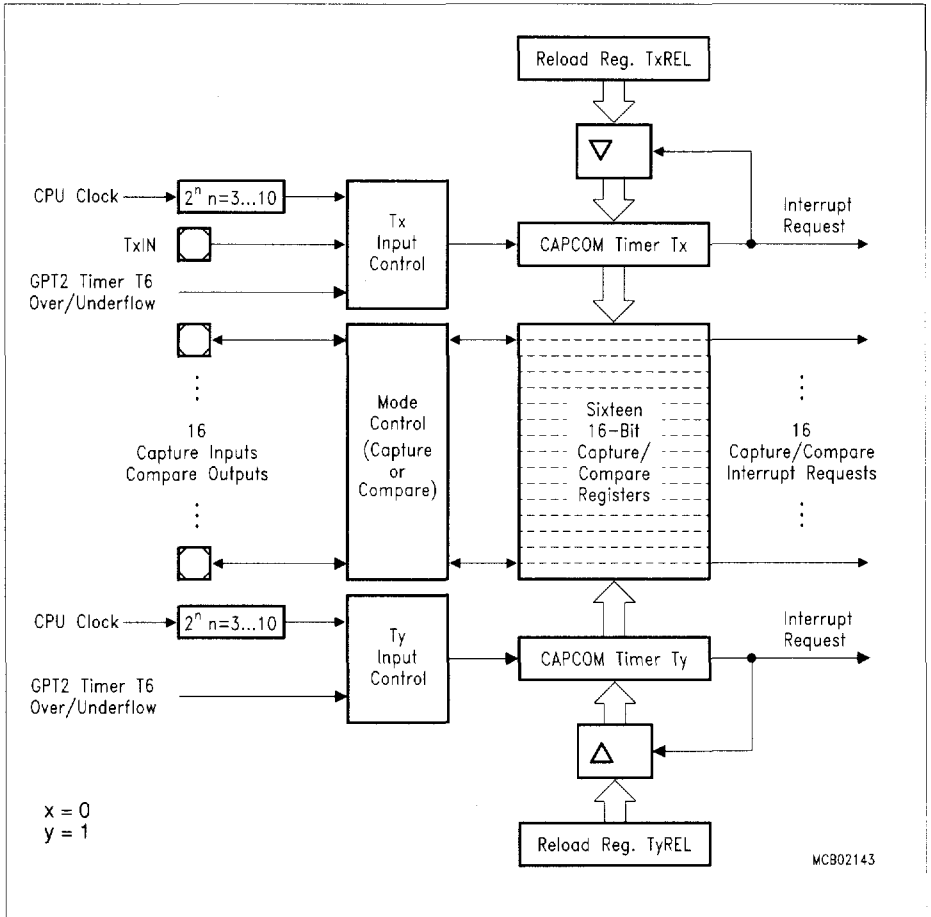 Reload Reg. TxREL
CPU Clock
2ⁿ n=3...10
TxIN
GPT2 Timer T6
Over/Underflow
Tx
Input
Control
CAPCOM Timer Tx
Interrupt
Request
16
Capture Inputs
Compare Outputs
Mode
Control
(Capture
or
Compare)
Sixteen
16-Bit
Capture/
Compare
Registers
16
Capture/Compare
Interrupt Requests
CPU Clock
2ⁿ n=3...10
GPT2 Timer T6
Over/Underflow
Ty
Input
Control
CAPCOM Timer Ty
Interrupt
Request
Reload Reg. TyREL
x = 0
y = 1
MCB02143